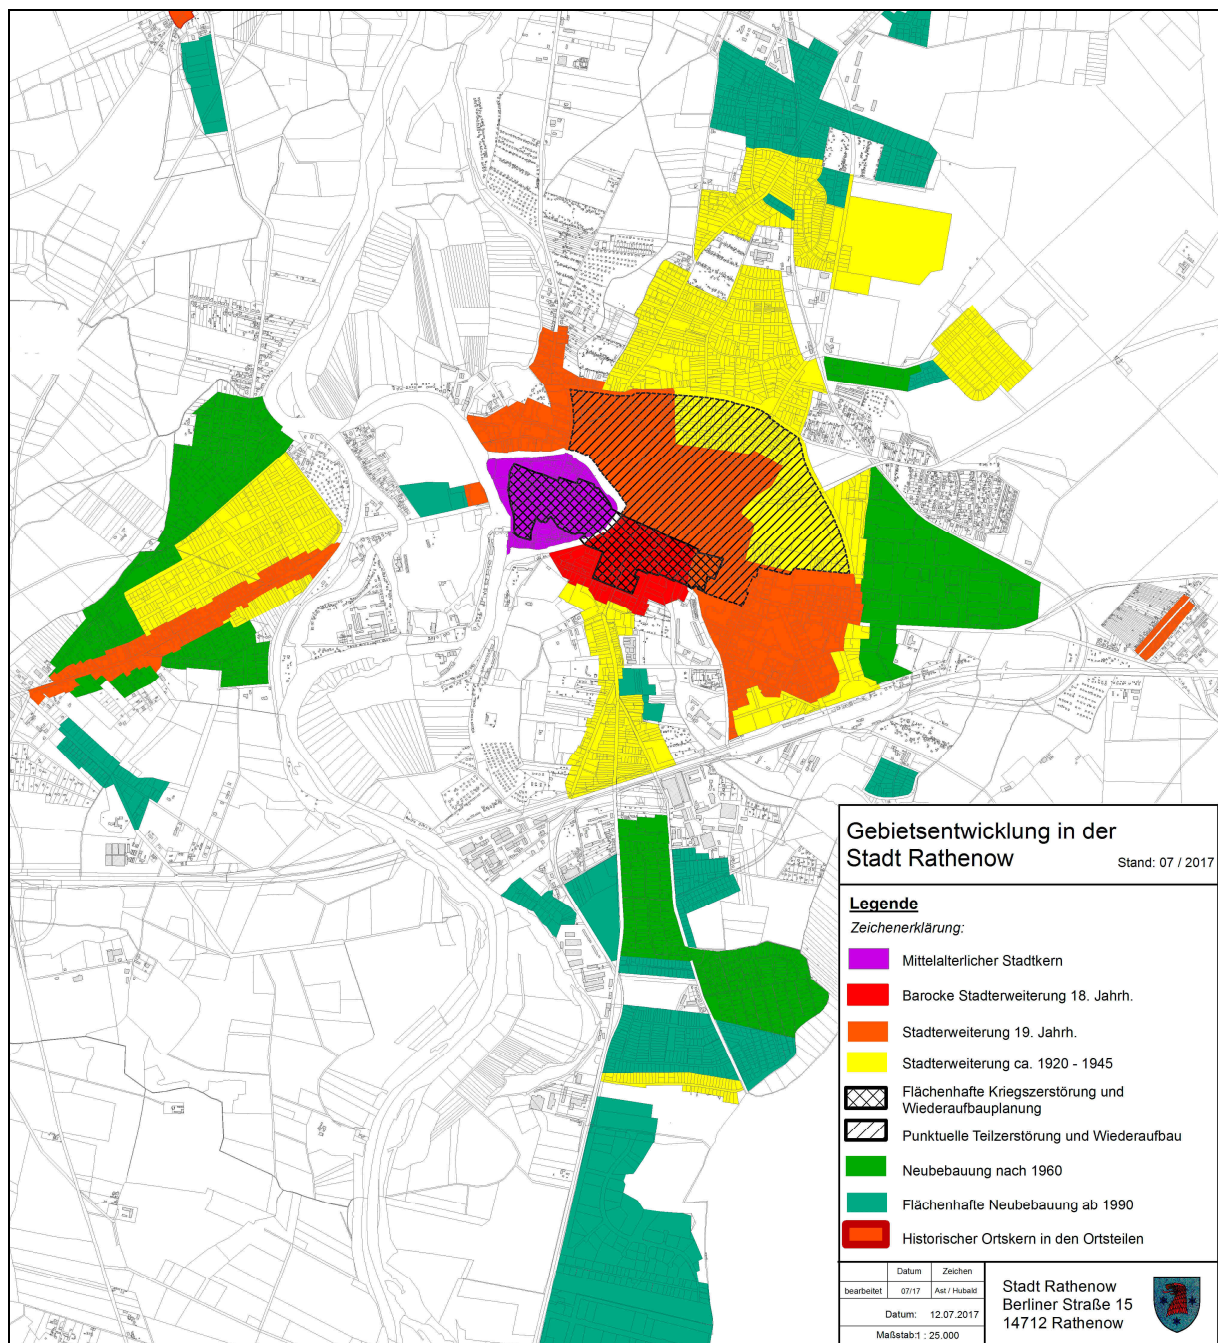 Gebietsentwicklung in der
Stadt Rathenow
Stand: 07 / 2017
Legende
Zeichenerklärung:
Mittelalterlicher Stadtkern
Barocke Stadterweiterung 18. Jahrh.
Stadterweiterung 19. Jahrh.
Stadterweiterung ca. 1920 - 1945
Flächenhafte Kriegszerstörung und
Wiederaufbauplanung
Punktuelle Teilzerstörung und Wiederaufbau
Neubebauung nach 1960
Flächenhafte Neubebauung ab 1990
Historischer Ortskern in den Ortsteilen
Datum Zeichen
bearbeitet 07/17 Ast / Hubald
Datum: 12.07.2017
Maßstab:1 : 25.000
Stadt Rathenow
Berliner Straße 15
14712 Rathenow